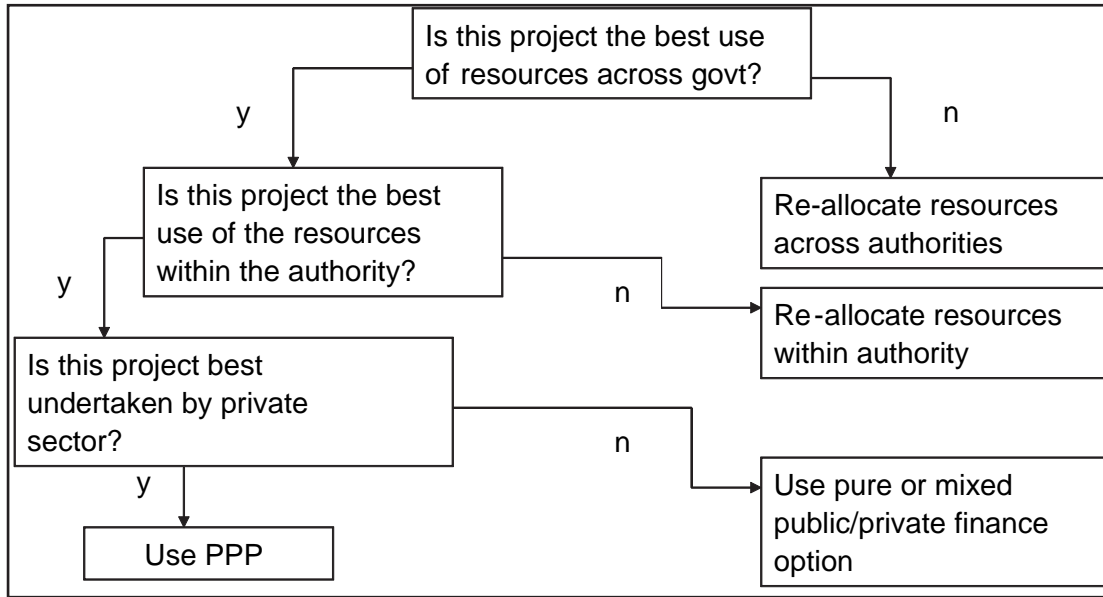 Is this project the best use
of resources across govt?
y
n
Is this project the best
use of the resources
within the authority?
Re-allocate resources
across authorities
y
n
Re-allocate resources
within authority
Is this project best
undertaken by private
sector?
n
y
Use pure or mixed
public/private finance
option
Use PPP